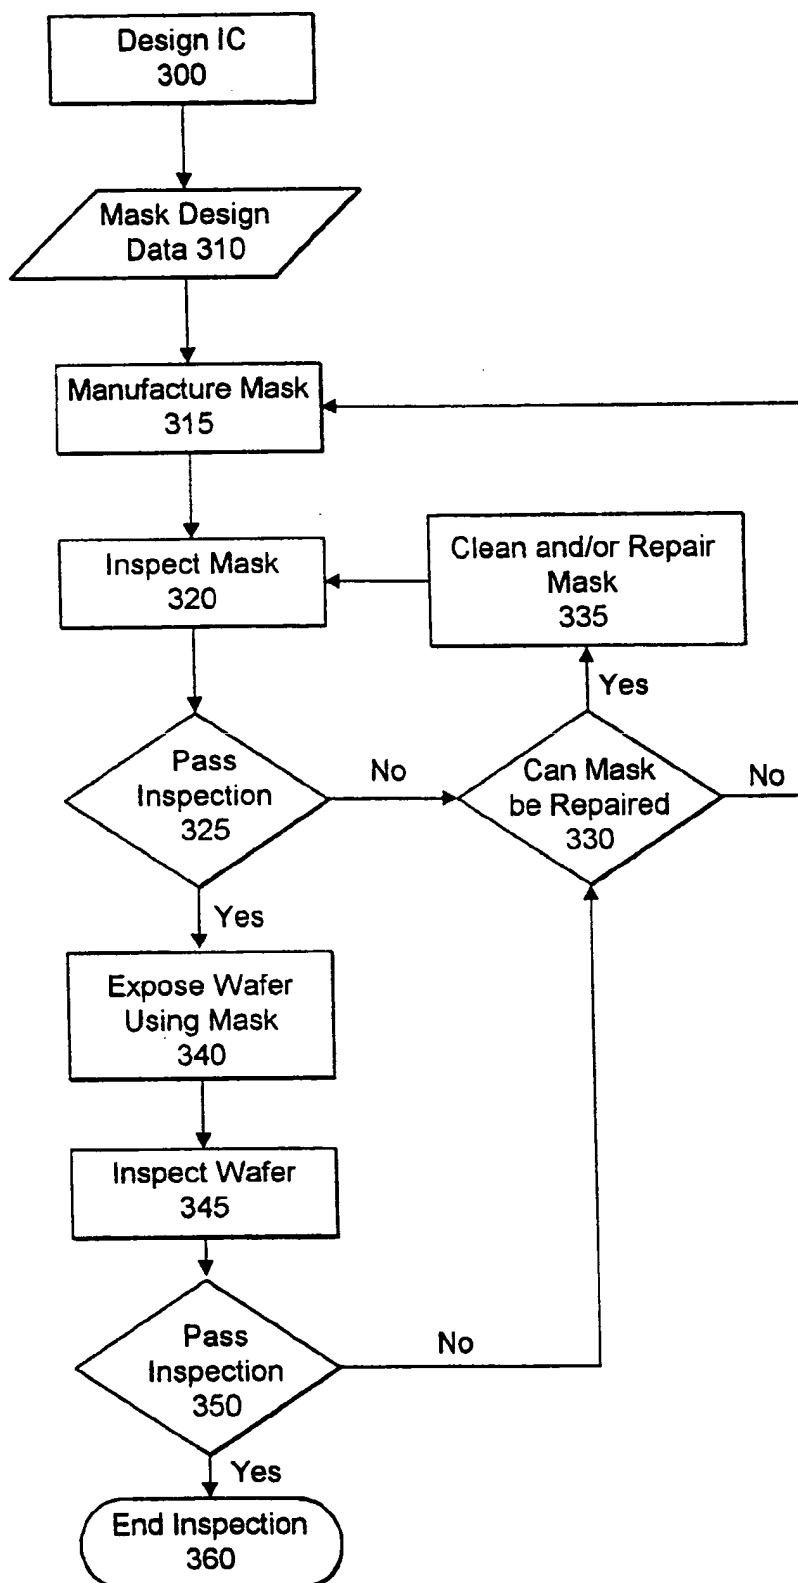 Design IC
300
Mask Design
Data 310
Manufacture Mask
315
Inspect Mask
320
Clean and/or Repair
Mask
335
Yes
Pass
Inspection
325
No
Can Mask
be Repaired
330
No
Yes
Expose Wafer
Using Mask
340
Inspect Wafer
345
Pass
Inspection
350
No
Yes
End Inspection
360